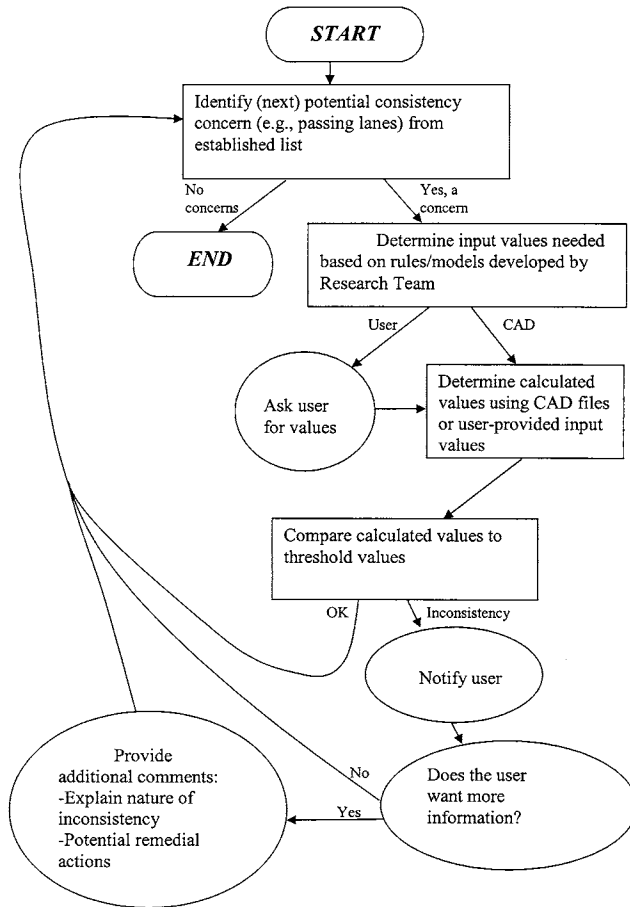 START
Identify (next) potential consistency
concern (e.g., passing lanes) from
established list
No
concerns
Yes, a
concern
END
Determine input values needed
based on rules/models developed by
Research Team
User
CAD
Ask user
for values
Determine calculated
values using CAD files
or user-provided input
values
Compare calculated values to
threshold values
OK
Inconsistency
Notify user
Does the user
want more
information?
No
Yes
Provide
additional comments:
-Explain nature of
inconsistency
-Potential remedial
actions